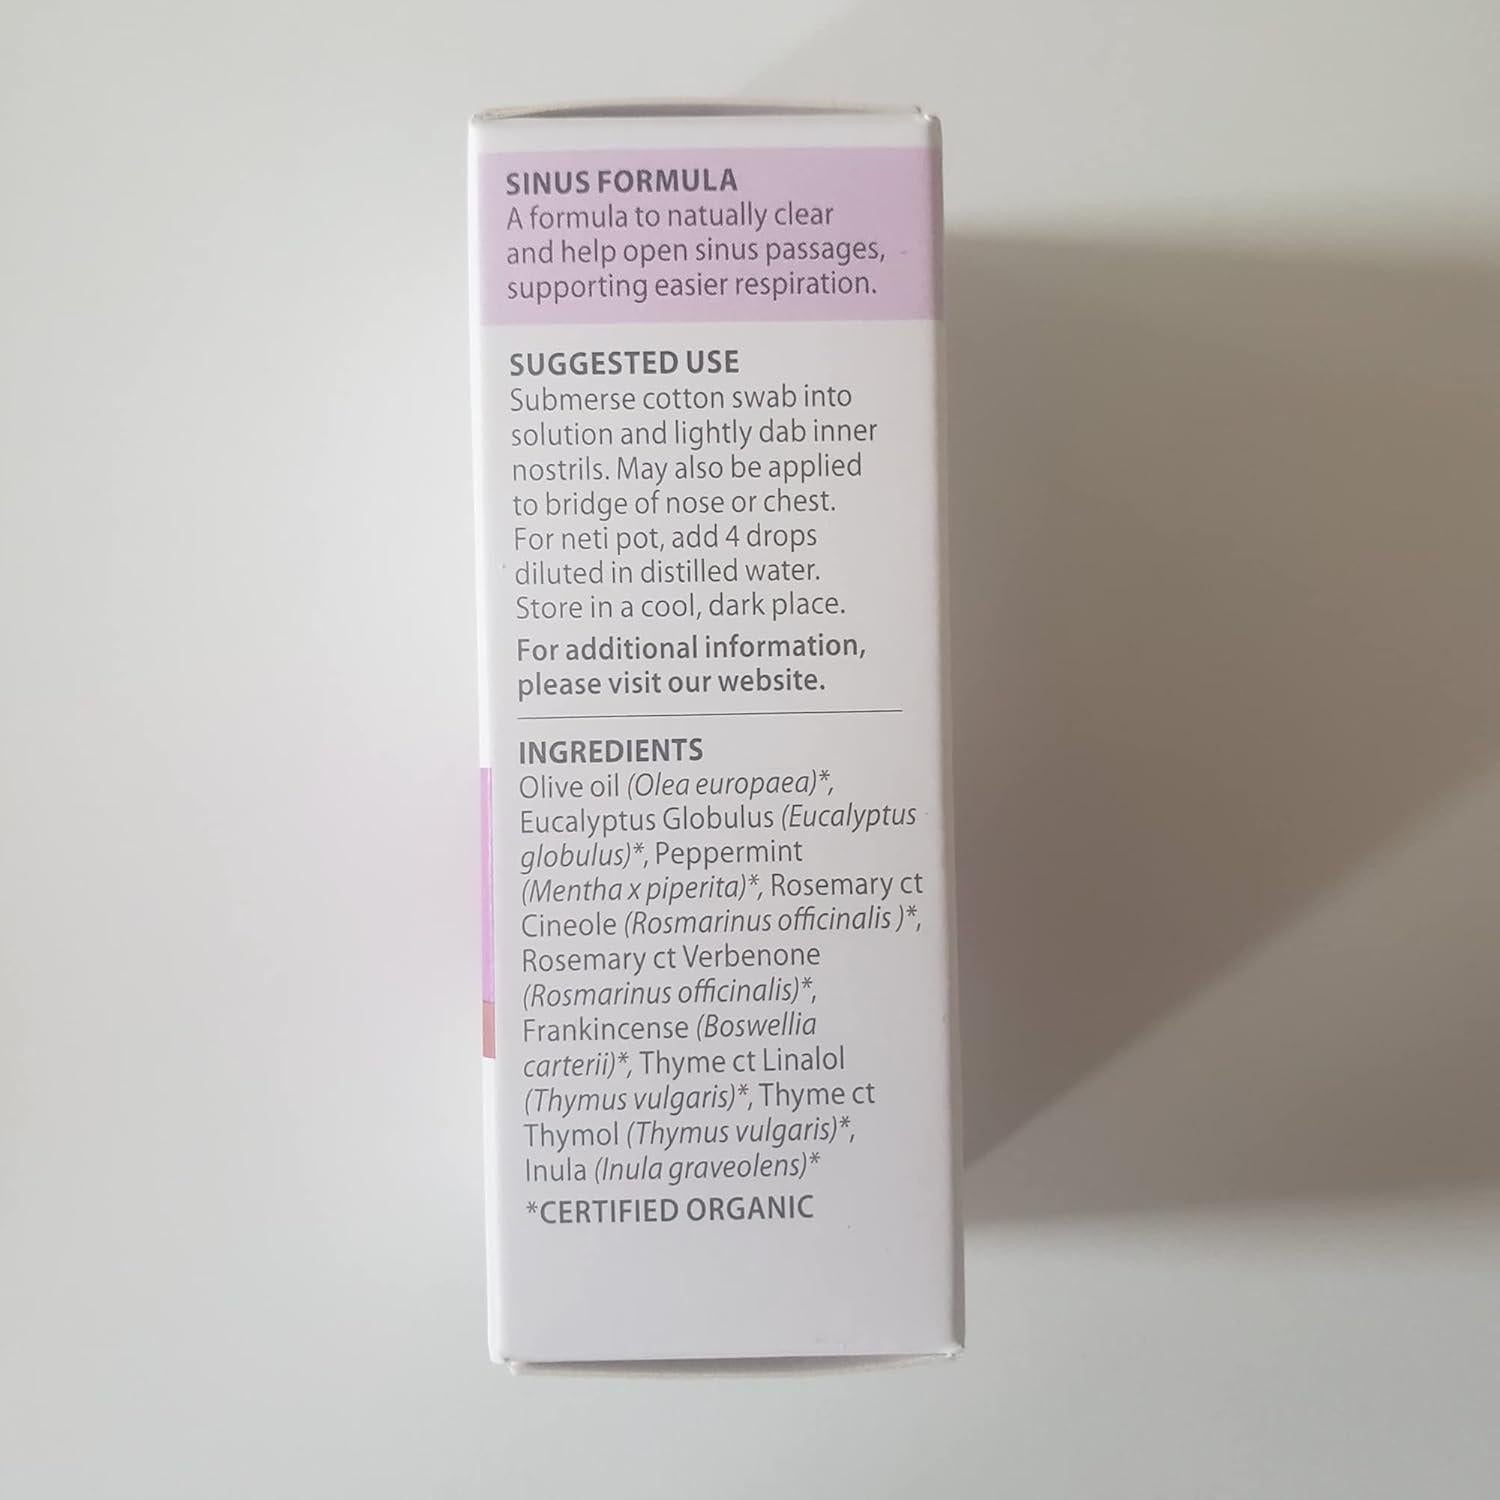 SINUS FORMULA
A formula to natually clear
and help open sinus passages,
supporting easier respiration.
SUGGESTED USE
Submerse cotton swab into
solution and lightly dab inner
nostrils. May also be applied
to bridge of nose or chest.
For neti pot, add 4 drops
diluted in distilled water.
Store in a cool, dark place.
For additional information,
please visit our website.
INGREDIENTS
Olive oil (Olea europaea)*,
Eucalyptus Globulus (Eucalyptus
globulus)*, Peppermint
(Mentha x piperita)*, Rosemary ct
Cineole (Rosmarinus officinalis )*,
Rosemary ct Verbenone
(Rosmarinus officinalis)*,
Frankincense (Boswellia
carterii)*, Thyme ct Linalol
(Thymus vulgaris)*, Thyme ct
Thymol (Thymus vulgaris)*,
Inula (Inula graveolens)*
*CERTIFIED ORGANIC